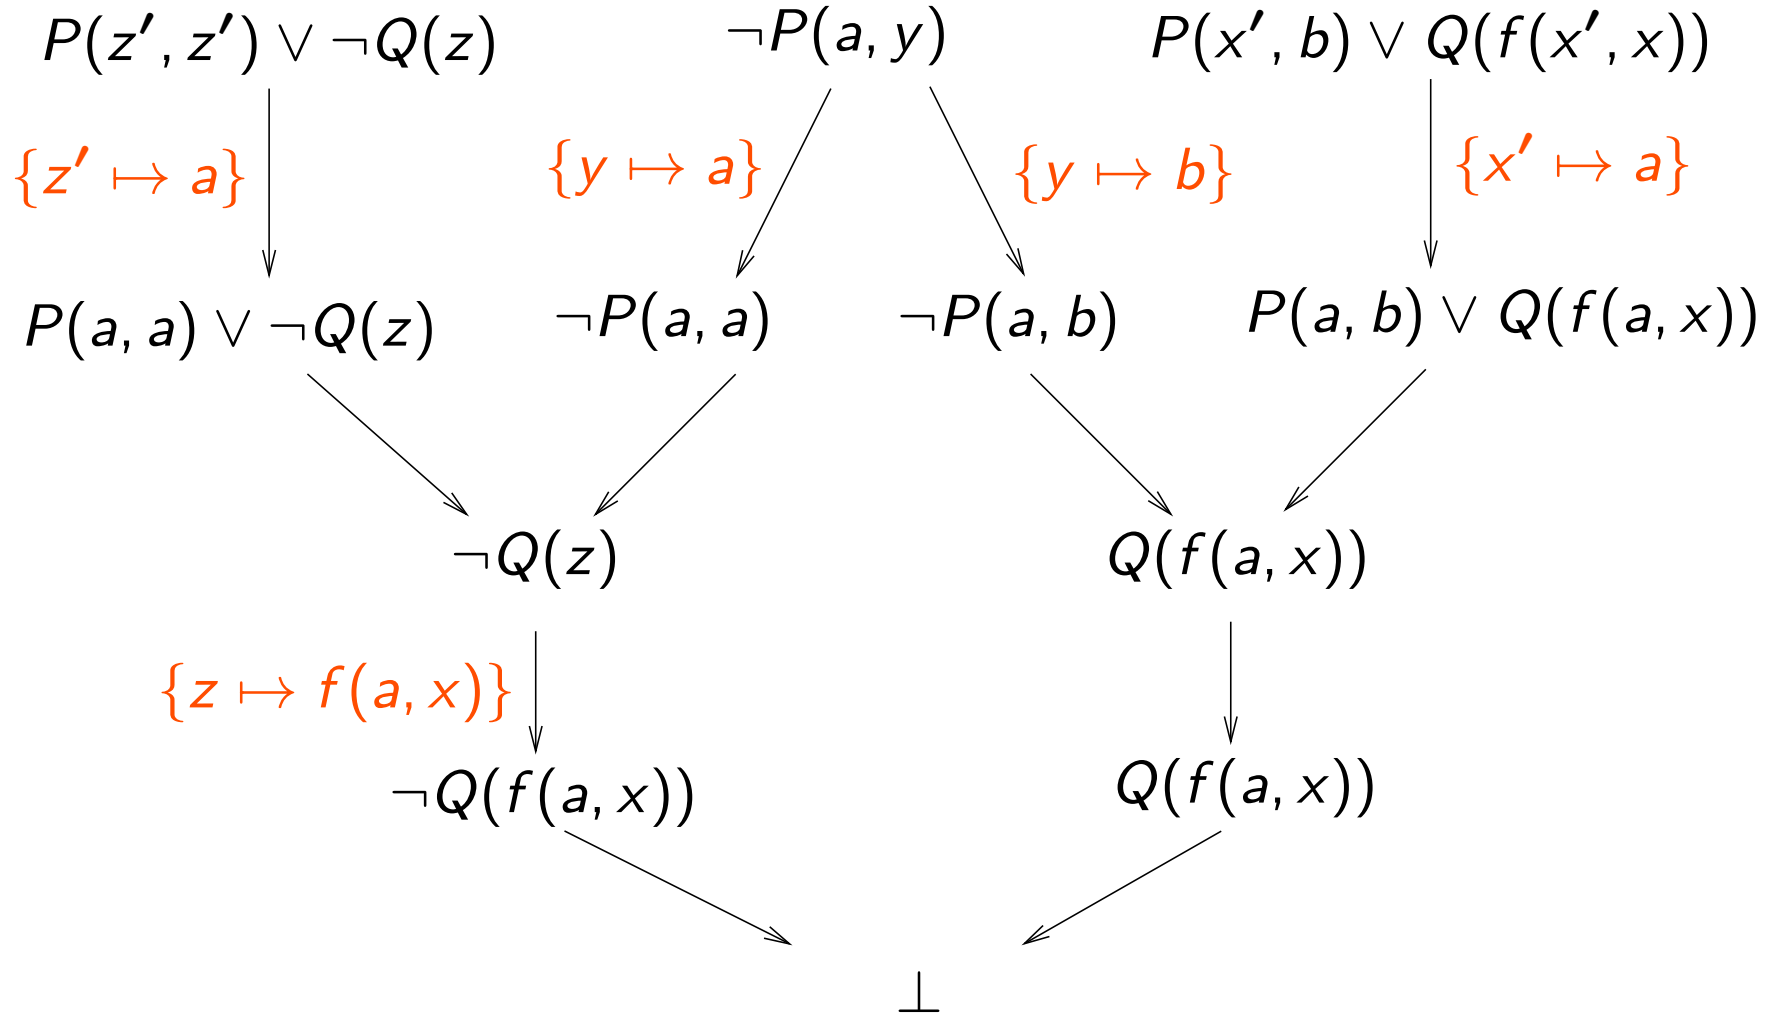 P(z′, z′) ∨ ¬Q(z) ¬P(a, y) P(x′, b) ∨ Q(f(x′, x))
{z′ ↦ a} {y ↦ a} {y ↦ b} {x′ ↦ a}
P(a, a) ∨ ¬Q(z) ¬P(a, a) ¬P(a, b) P(a, b) ∨ Q(f(a, x))
¬Q(z) Q(f(a, x))
{z ↦ f(a, x)}
¬Q(f(a, x)) Q(f(a, x))
⊥